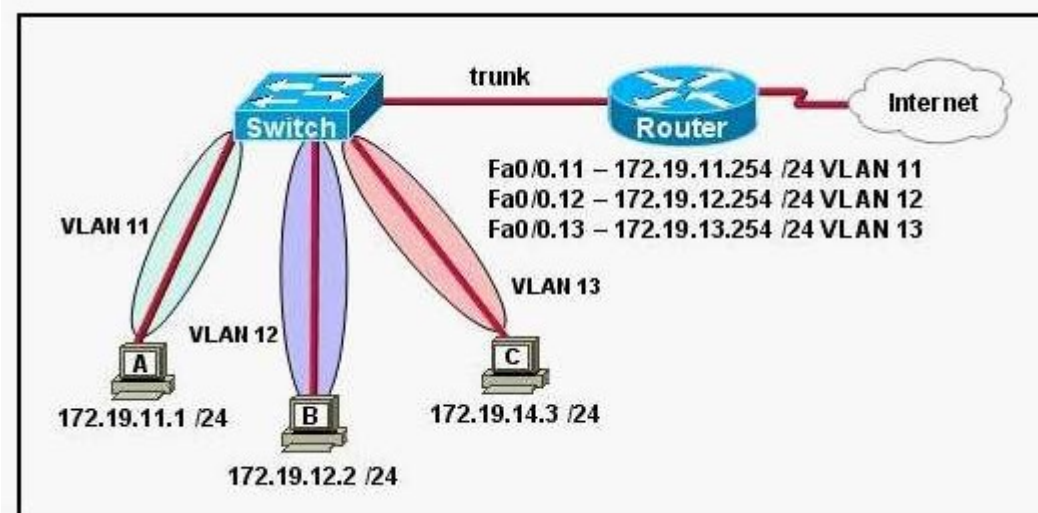 trunk
Switch
Router
Internet
Fa0/0.11 – 172.19.11.254 /24 VLAN 11
Fa0/0.12 – 172.19.12.254 /24 VLAN 12
Fa0/0.13 – 172.19.13.254 /24 VLAN 13
VLAN 11
VLAN 12
VLAN 13
A
172.19.11.1 /24
B
172.19.12.2 /24
C
172.19.14.3 /24